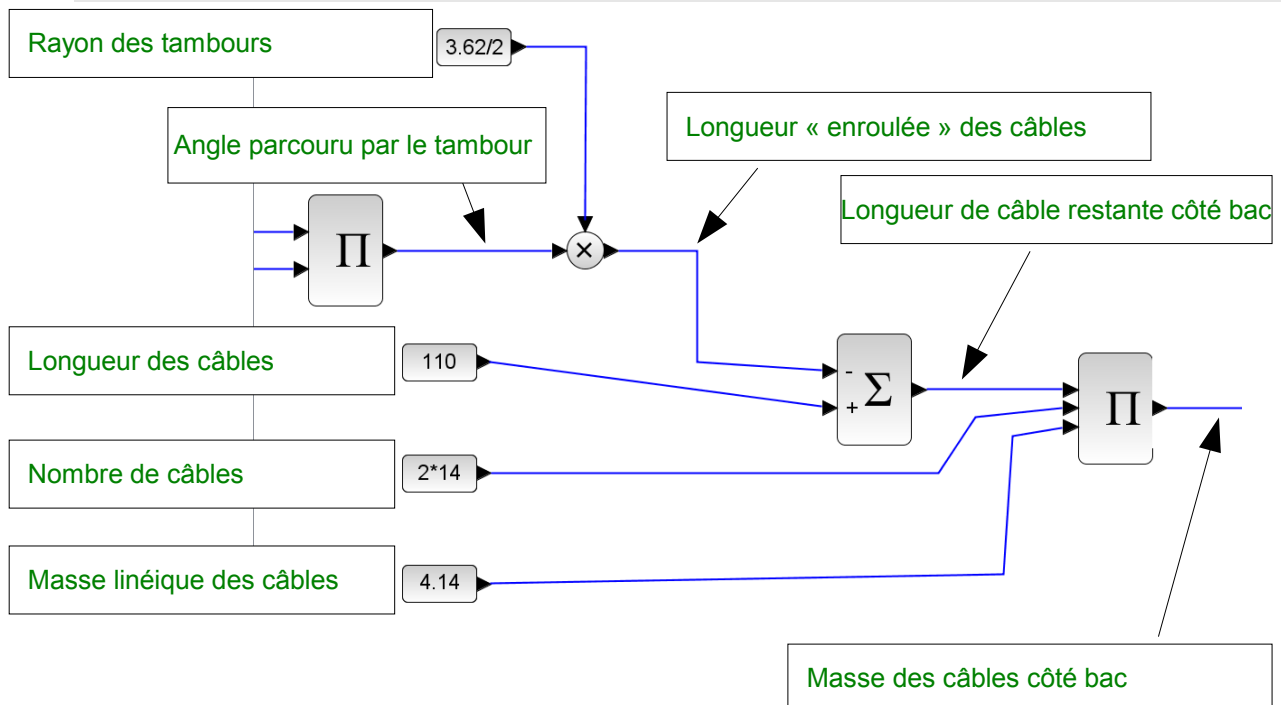 Rayon des tambours
3.62/2
Angle parcouru par le tambour
Longueur « enroulée » des câbles
Longueur de câble restante côté bac
Π
×
Longueur des câbles
110
-
+
Σ
Π
Nombre de câbles
2*14
Masse linéique des câbles
4.14
Masse des câbles côté bac